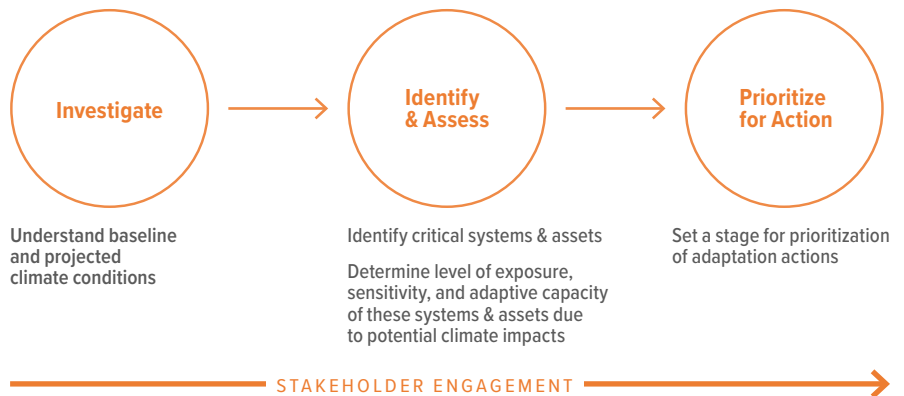 Investigate
Identify
& Assess
Prioritize
for Action
Understand baseline
and projected
climate conditions
Identify critical systems & assets
Determine level of exposure,
sensitivity, and adaptive capacity
of these systems & assets due
to potential climate impacts
Set a stage for prioritization
of adaptation actions
STAKEHOLDER ENGAGEMENT